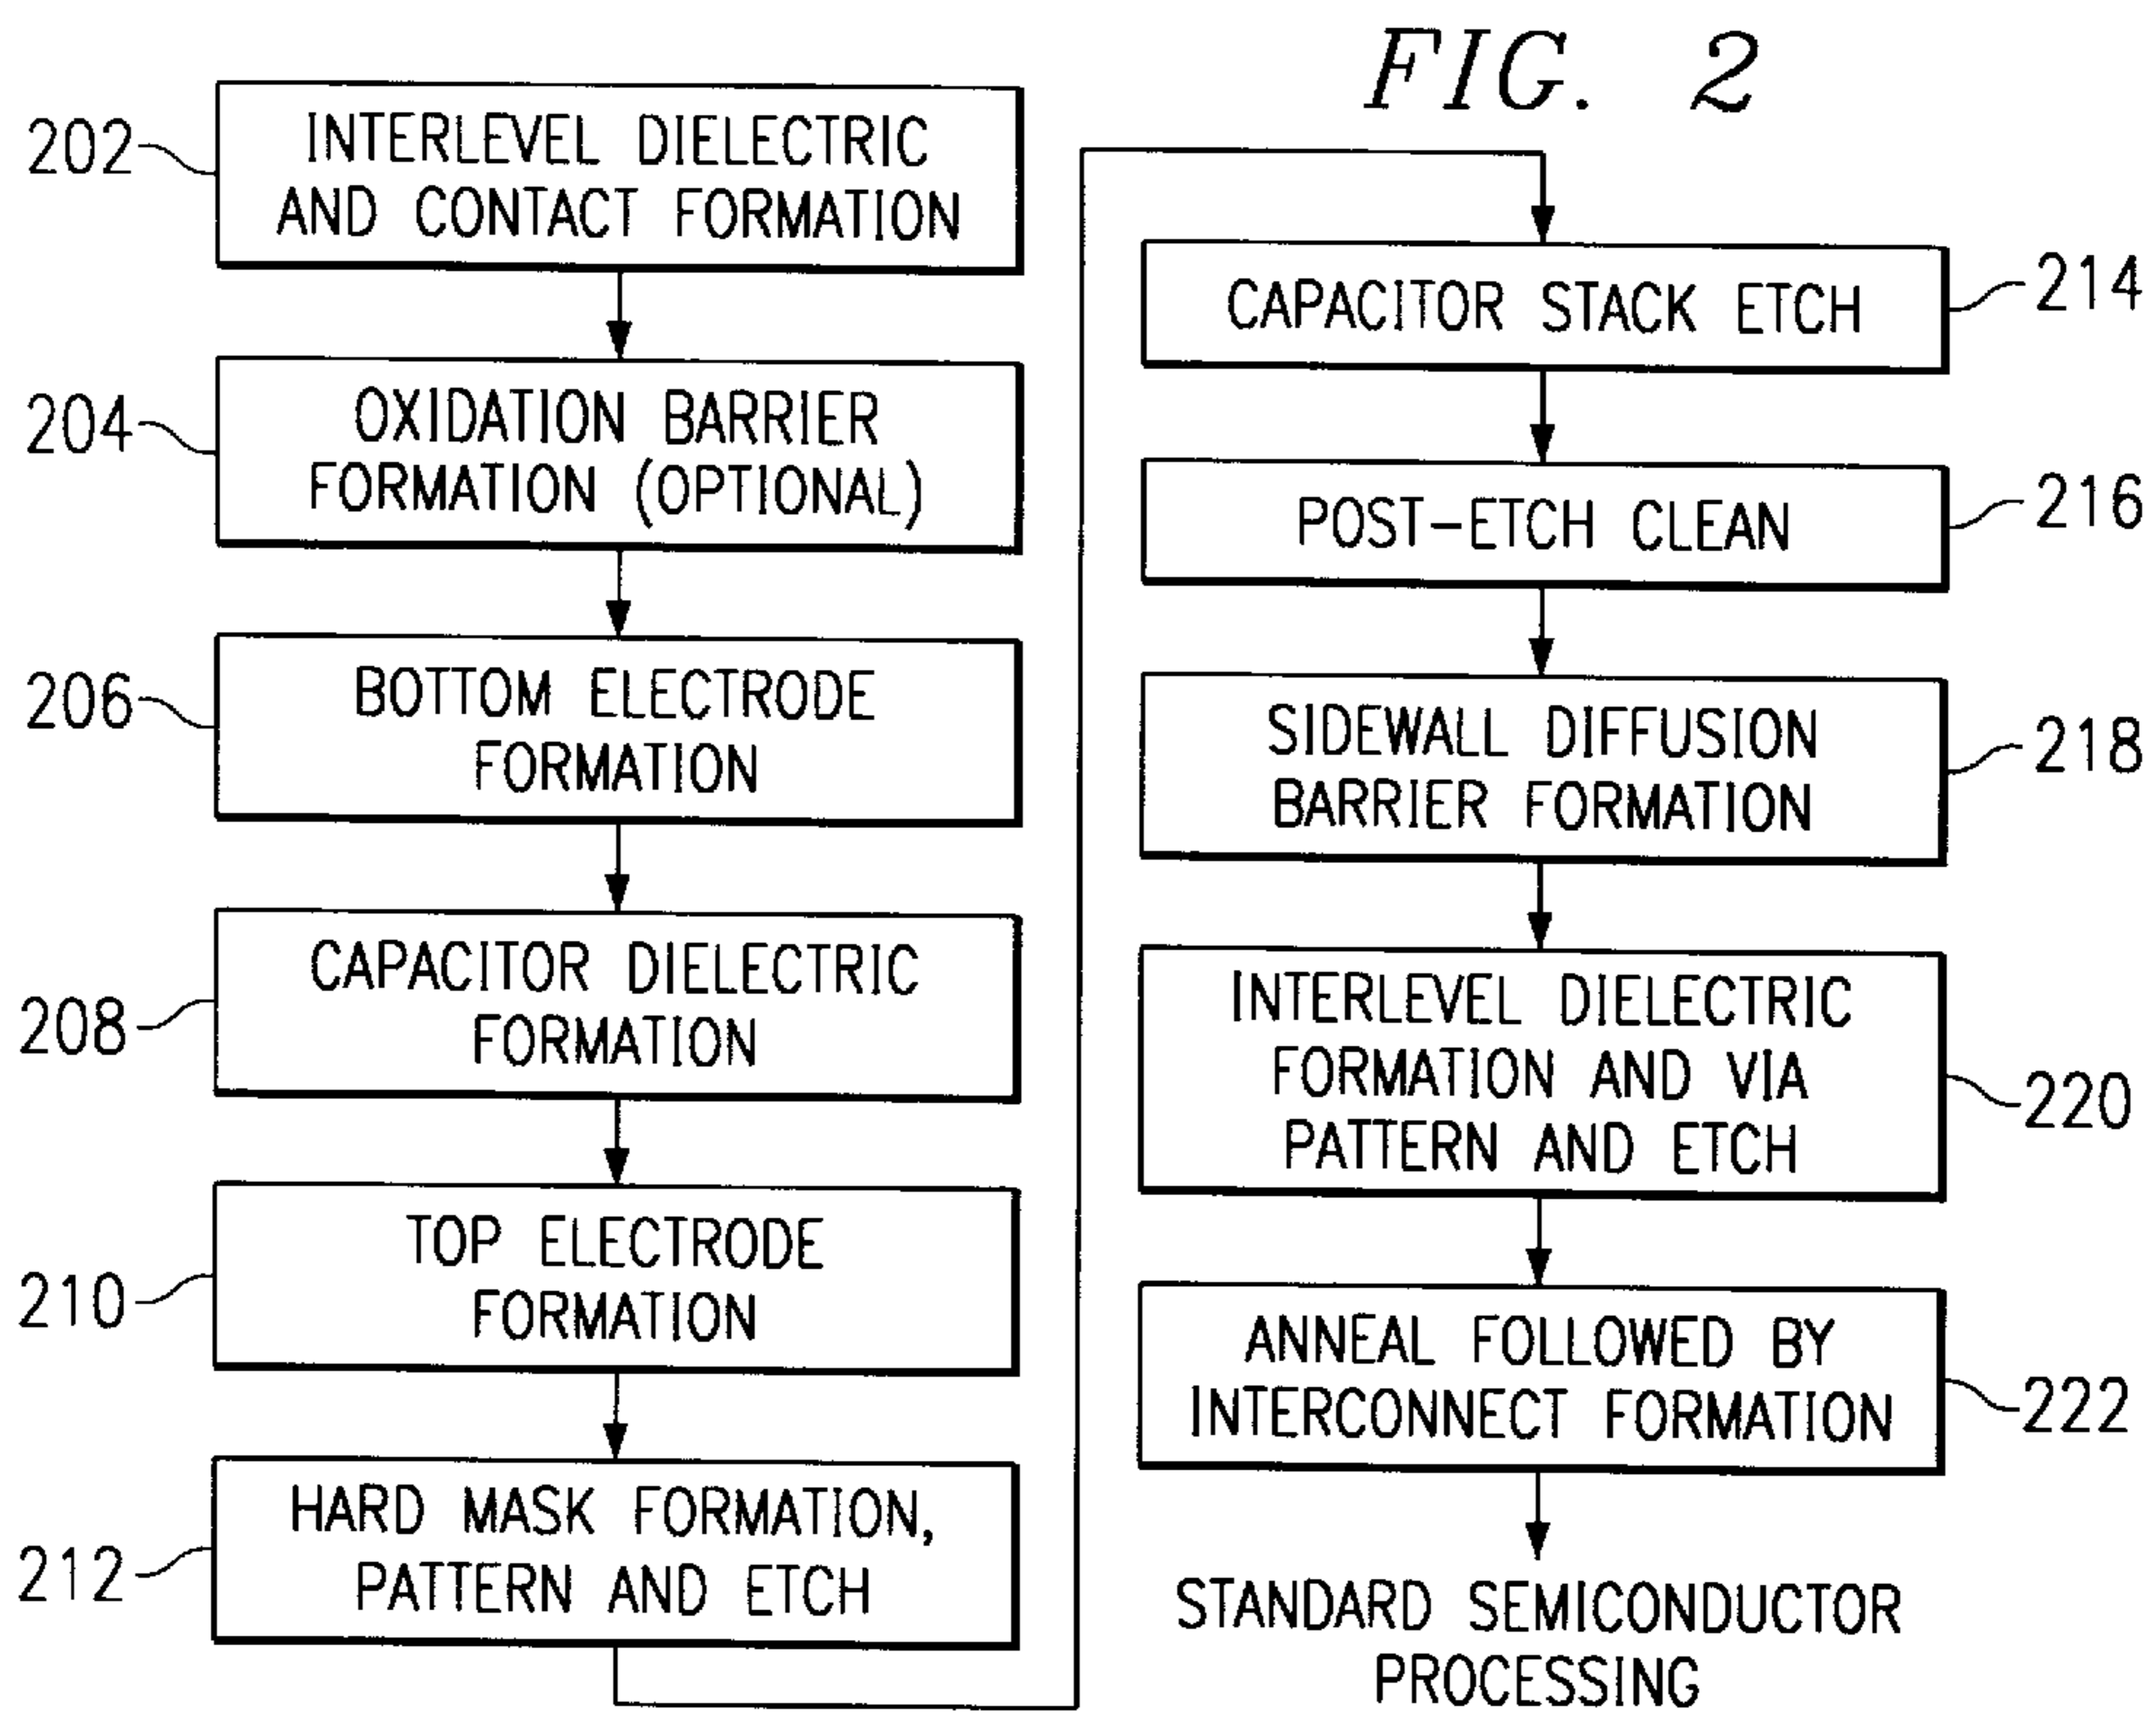 FIG. 2
202
INTERLEVEL DIELECTRIC
AND CONTACT FORMATION
204
OXIDATION BARRIER
FORMATION (OPTIONAL)
206
BOTTOM ELECTRODE
FORMATION
208
CAPACITOR DIELECTRIC
FORMATION
210
TOP ELECTRODE
FORMATION
212
HARD MASK FORMATION,
PATTERN AND ETCH
CAPACITOR STACK ETCH
214
POST-ETCH CLEAN
216
SIDEWALL DIFFUSION
BARRIER FORMATION
218
INTERLEVEL DIELECTRIC
FORMATION AND VIA
PATTERN AND ETCH
220
ANNEAL FOLLOWED BY
INTERCONNECT FORMATION
222
STANDARD SEMICONDUCTOR
PROCESSING